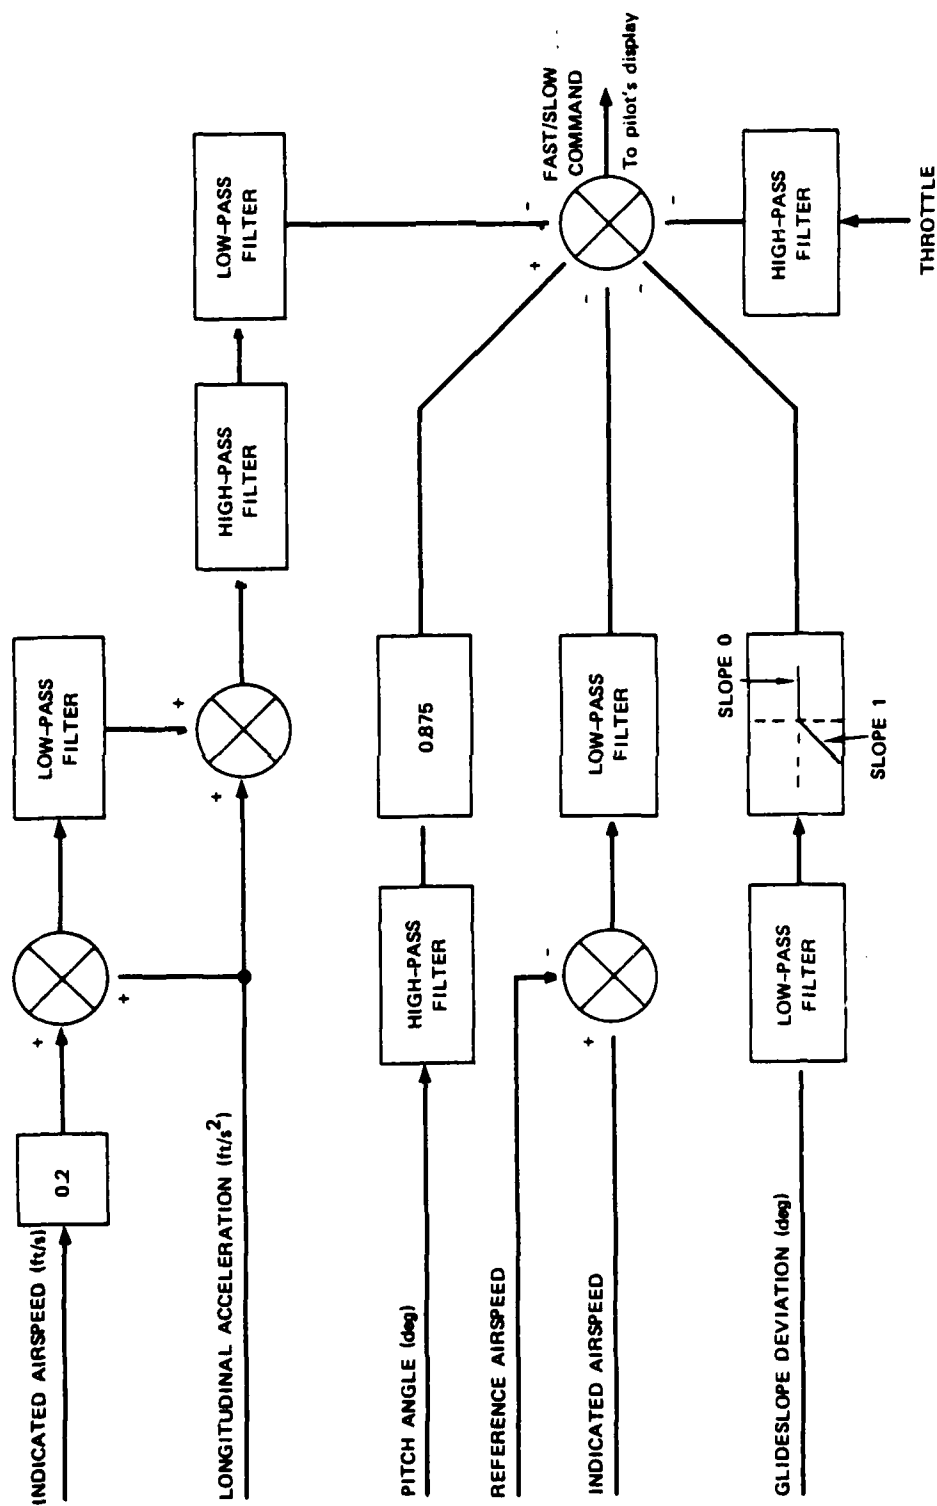 INDICATED AIRSPEED (ft/s)
0.2
+
+
LOW-PASS
FILTER
+
+
LONGITUDINAL ACCELERATION (ft/s²)
HIGH-PASS
FILTER
LOW-PASS
FILTER
-
PITCH ANGLE (deg)
HIGH-PASS
FILTER
0.875
+
REFERENCE AIRSPEED
-
INDICATED AIRSPEED
+
LOW-PASS
FILTER
-
GLIDESLOPE DEVIATION (deg)
LOW-PASS
FILTER
SLOPE 0
SLOPE 1
-
FAST/SLOW
COMMAND
To pilot's display
-
HIGH-PASS
FILTER
THROTTLE